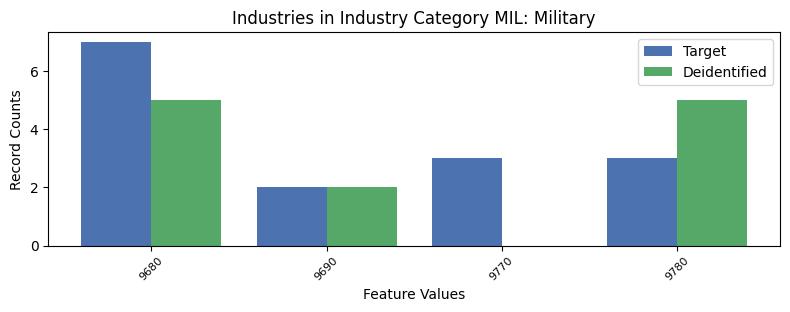 Industries in Industry Category MIL: Military
Target
Deidentified
Record Counts
6
4
2
0
9680
9690
9770
9780
Feature Values